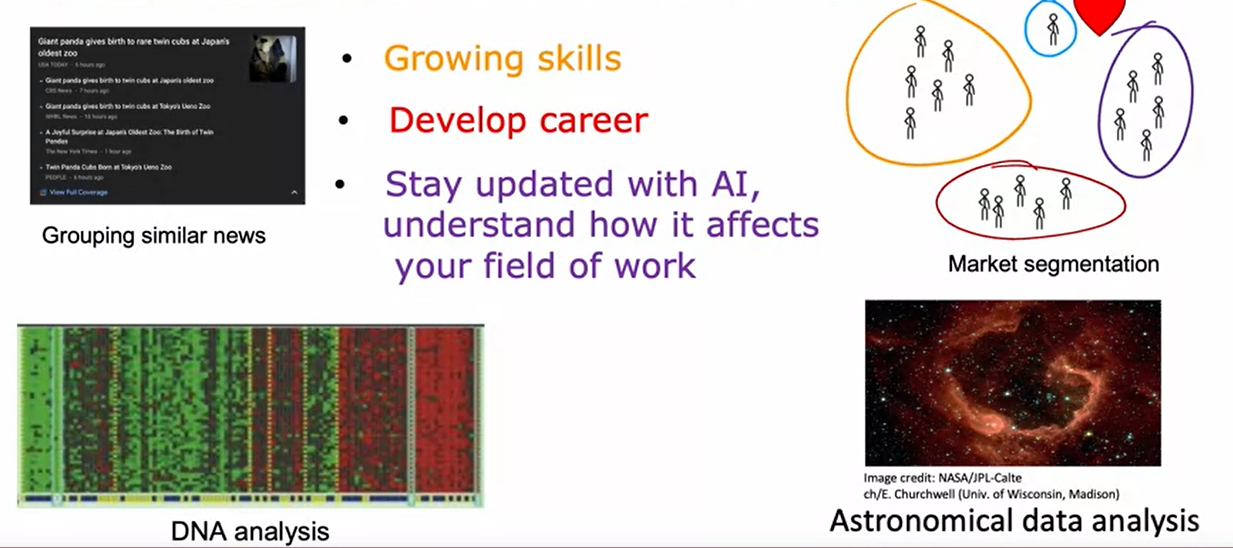 Giant panda gives birth to rare twin cubs at Japan's
oldest zoo
USA TODAY · 6 hours ago
• Giant panda gives birth to twin cubs at Japan's oldest zoo
CBS News · 7 hours ago
• Giant panda gives birth to twin cubs at Tokyo's Ueno Zoo
WHBL News · 16 hours ago
• A Joyful Surprise at Japan's Oldest Zoo: The Birth of Twin
Pandas
The New York Times · 1 hour ago
• Twin Panda Cubs Born at Tokyo's Ueno Zoo
PEOPLE · 6 hours ago
View Full Coverage
Grouping similar news
• Growing skills
• Develop career
• Stay updated with AI,
understand how it affects
your field of work
Market segmentation
DNA analysis
Image credit: NASA/JPL-Calte
ch/E. Churchwell (Univ. of Wisconsin, Madison)
Astronomical data analysis